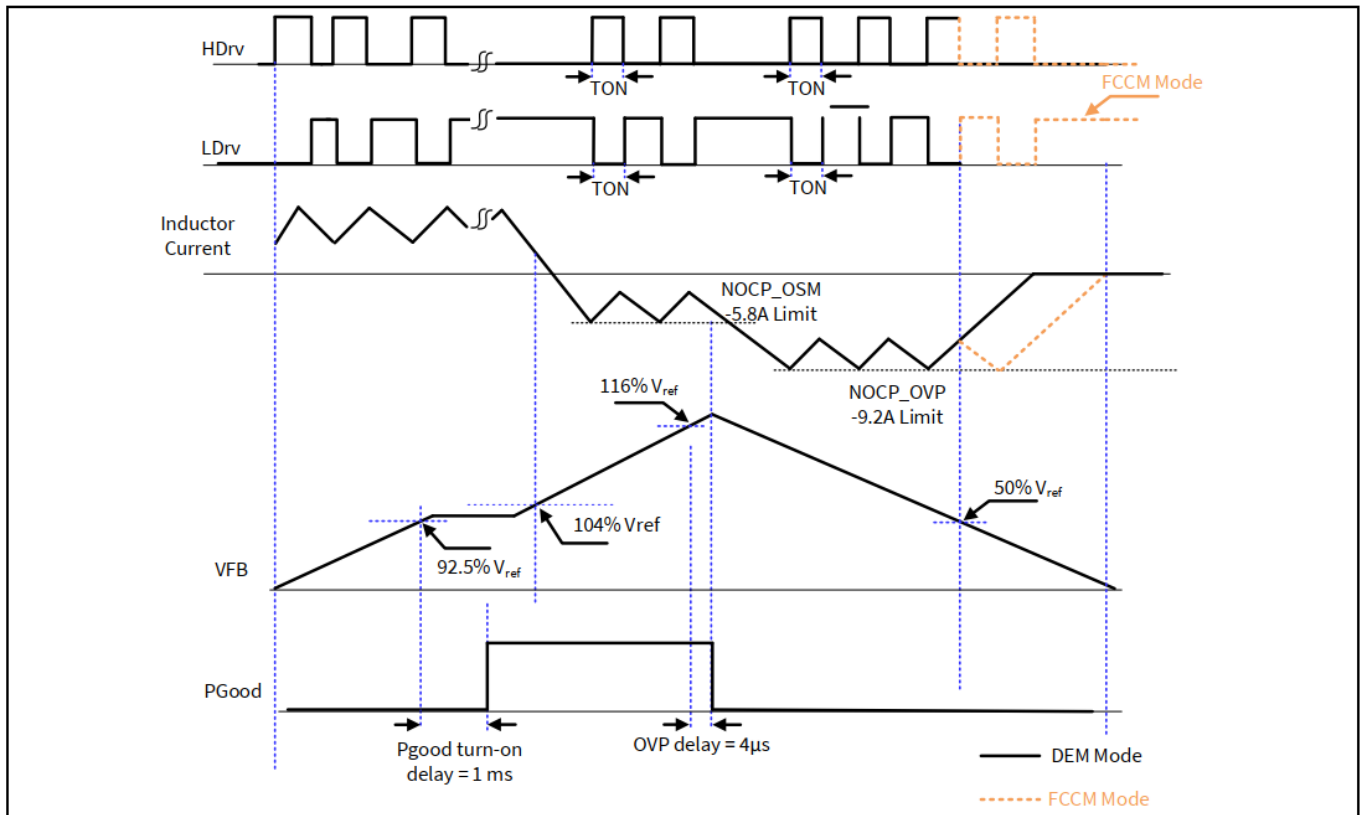 HDrv
TON
TON
FCCM Mode
LDrv
TON
TON
Inductor
Current
NOCP_OSM
-5.8A Limit
NOCP_OVP
-9.2A Limit
116% Vref
50% Vref
104% Vref
92.5% Vref
VFB
PGood
Pgood turn-on
delay = 1 ms
OVP delay = 4µs
DEM Mode
FCCM Mode